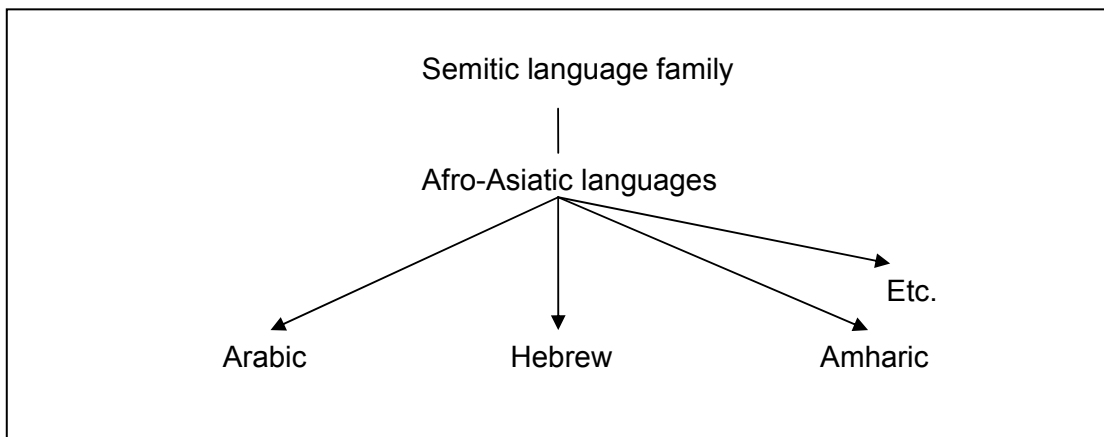 Semitic language family
Afro-Asiatic languages
Etc.
Arabic Hebrew Amharic